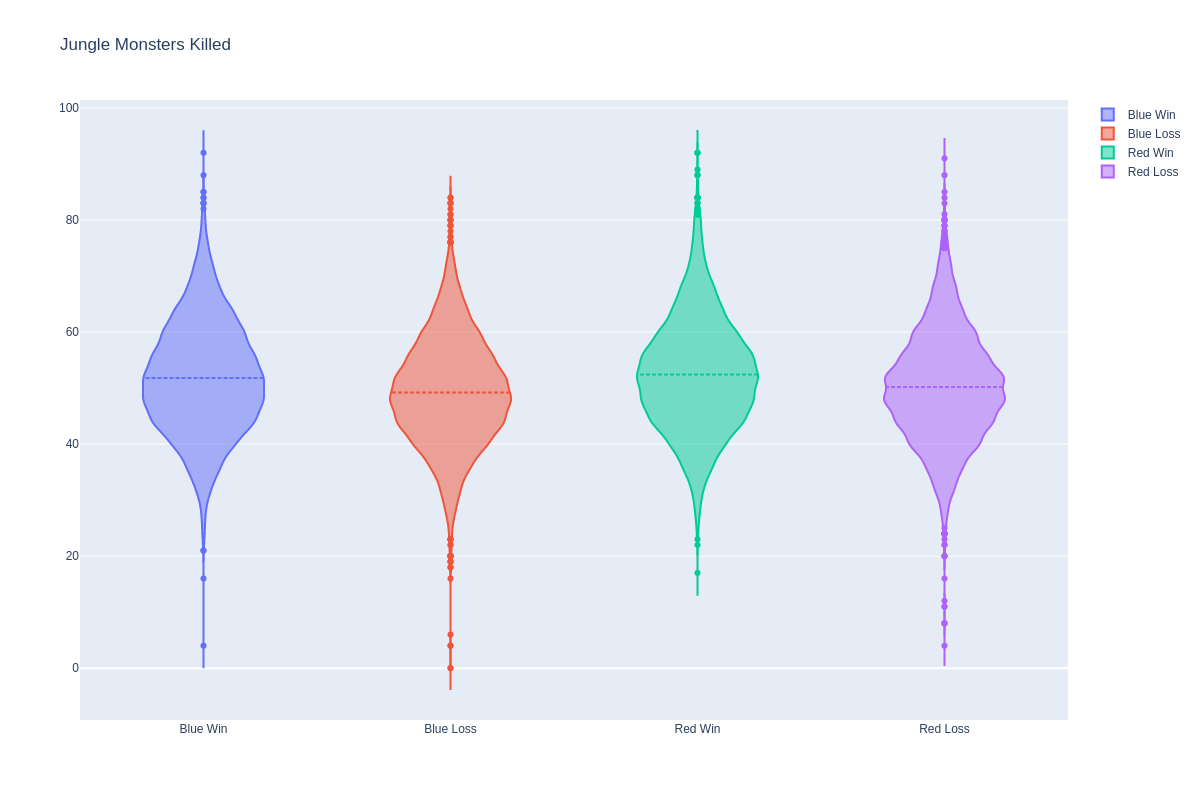 Jungle Monsters Killed
100
80
60
40
20
0
Blue Win
Blue Loss
Red Win
Red Loss
Blue Win
Blue Loss
Red Win
Red Loss